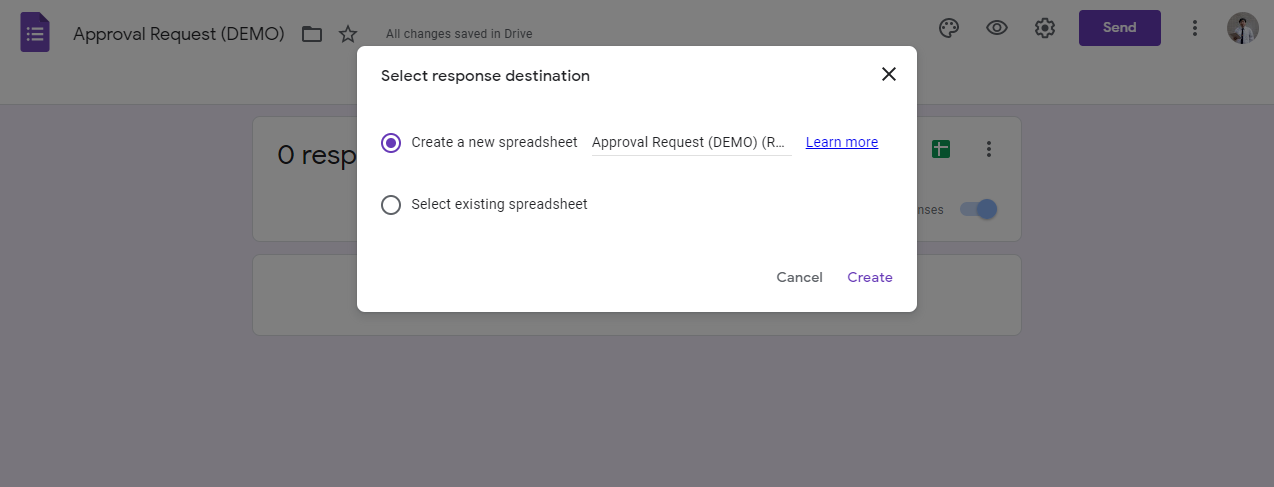 Approval Request (DEMO)
All changes saved in Drive
Send
Select response destination
0 resp
Create a new spreadsheet
Approval Request (DEMO) (R...
Learn more
Select existing spreadsheet
nses
Cancel
Create